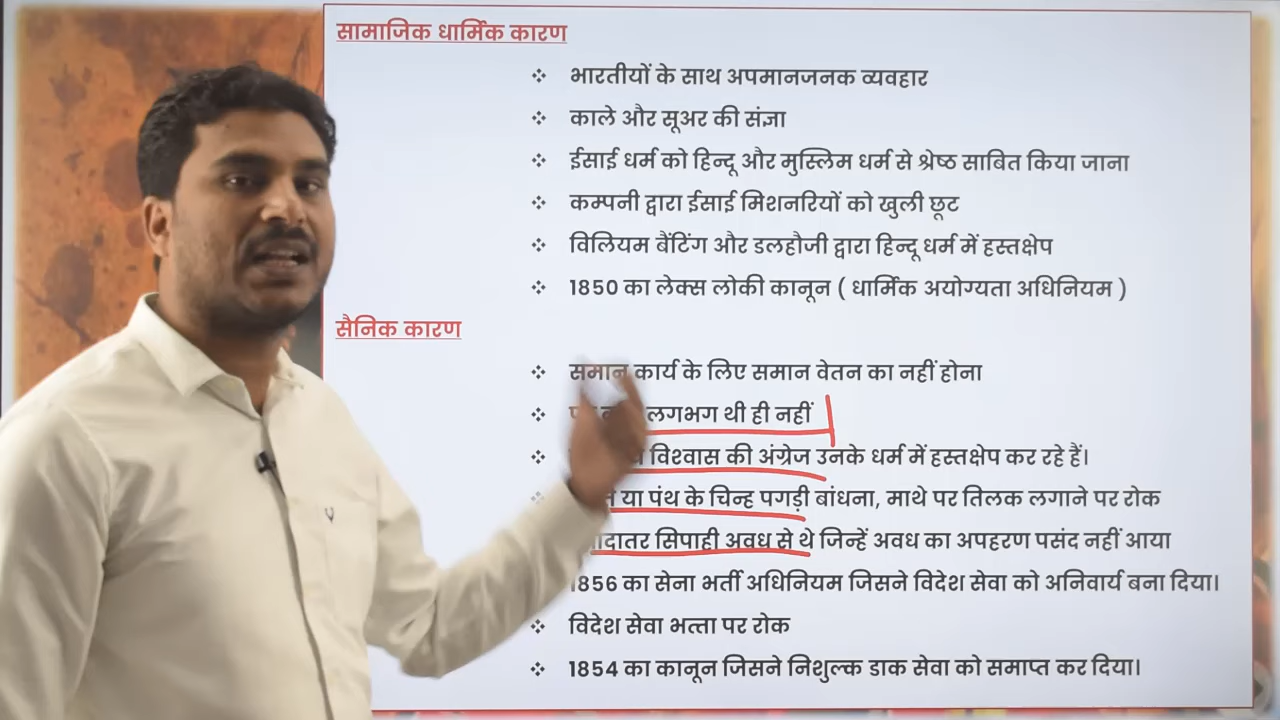 सामाजिक धार्मिक कारण
❖ भारतीयों के साथ अपमानजनक व्यवहार
❖ काले और सूअर की संज्ञा
❖ ईसाई धर्म को हिन्दू और मुस्लिम धर्म से श्रेष्ठ साबित किया जाना
❖ कम्पनी द्वारा ईसाई मिशनरियों को खुली छूट
❖ विलियम बैंटिंग और डलहौजी द्वारा हिन्दू धर्म में हस्तक्षेप
❖ 1850 का लेक्स लोकी कानून ( धार्मिक अयोग्यता अधिनियम )
सैनिक कारण
❖ समान कार्य के लिए समान वेतन का नहीं होना
❖ लगभग थी ही नहीं
❖ विश्वास की अंग्रेज उनके धर्म में हस्तक्षेप कर रहे हैं।
❖ या पंथ के चिन्ह पगड़ी बांधना, माथे पर तिलक लगाने पर रोक
सिपाही अवध से थे जिन्हें अवध का अपहरण पसंद नहीं आया
1856 का सेना भर्ती अधिनियम जिसने विदेश सेवा को अनिवार्य बना दिया।
❖ विदेश सेवा भत्ता पर रोक
❖ 1854 का कानून जिसने निशुल्क डाक सेवा को समाप्त कर दिया।